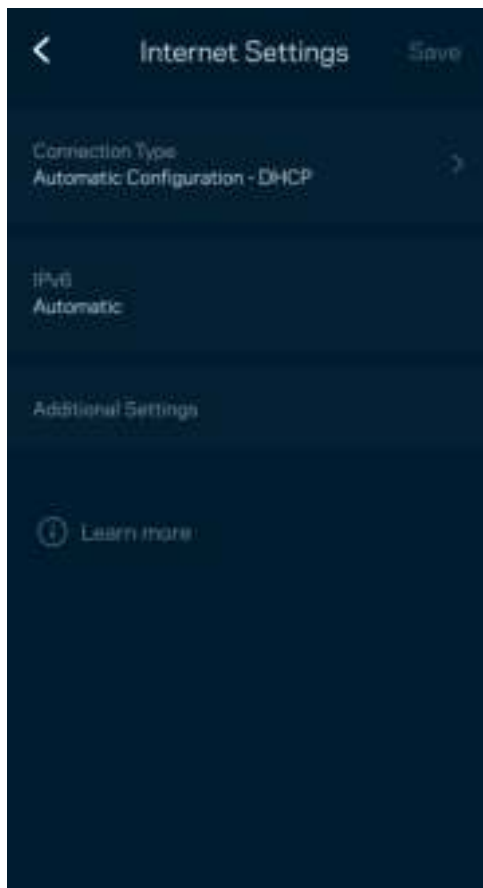 Internet Settings
Save
Connection Type
Automatic Configuration - DHCP
IPv6
Automatic
Additional Settings
Learn more